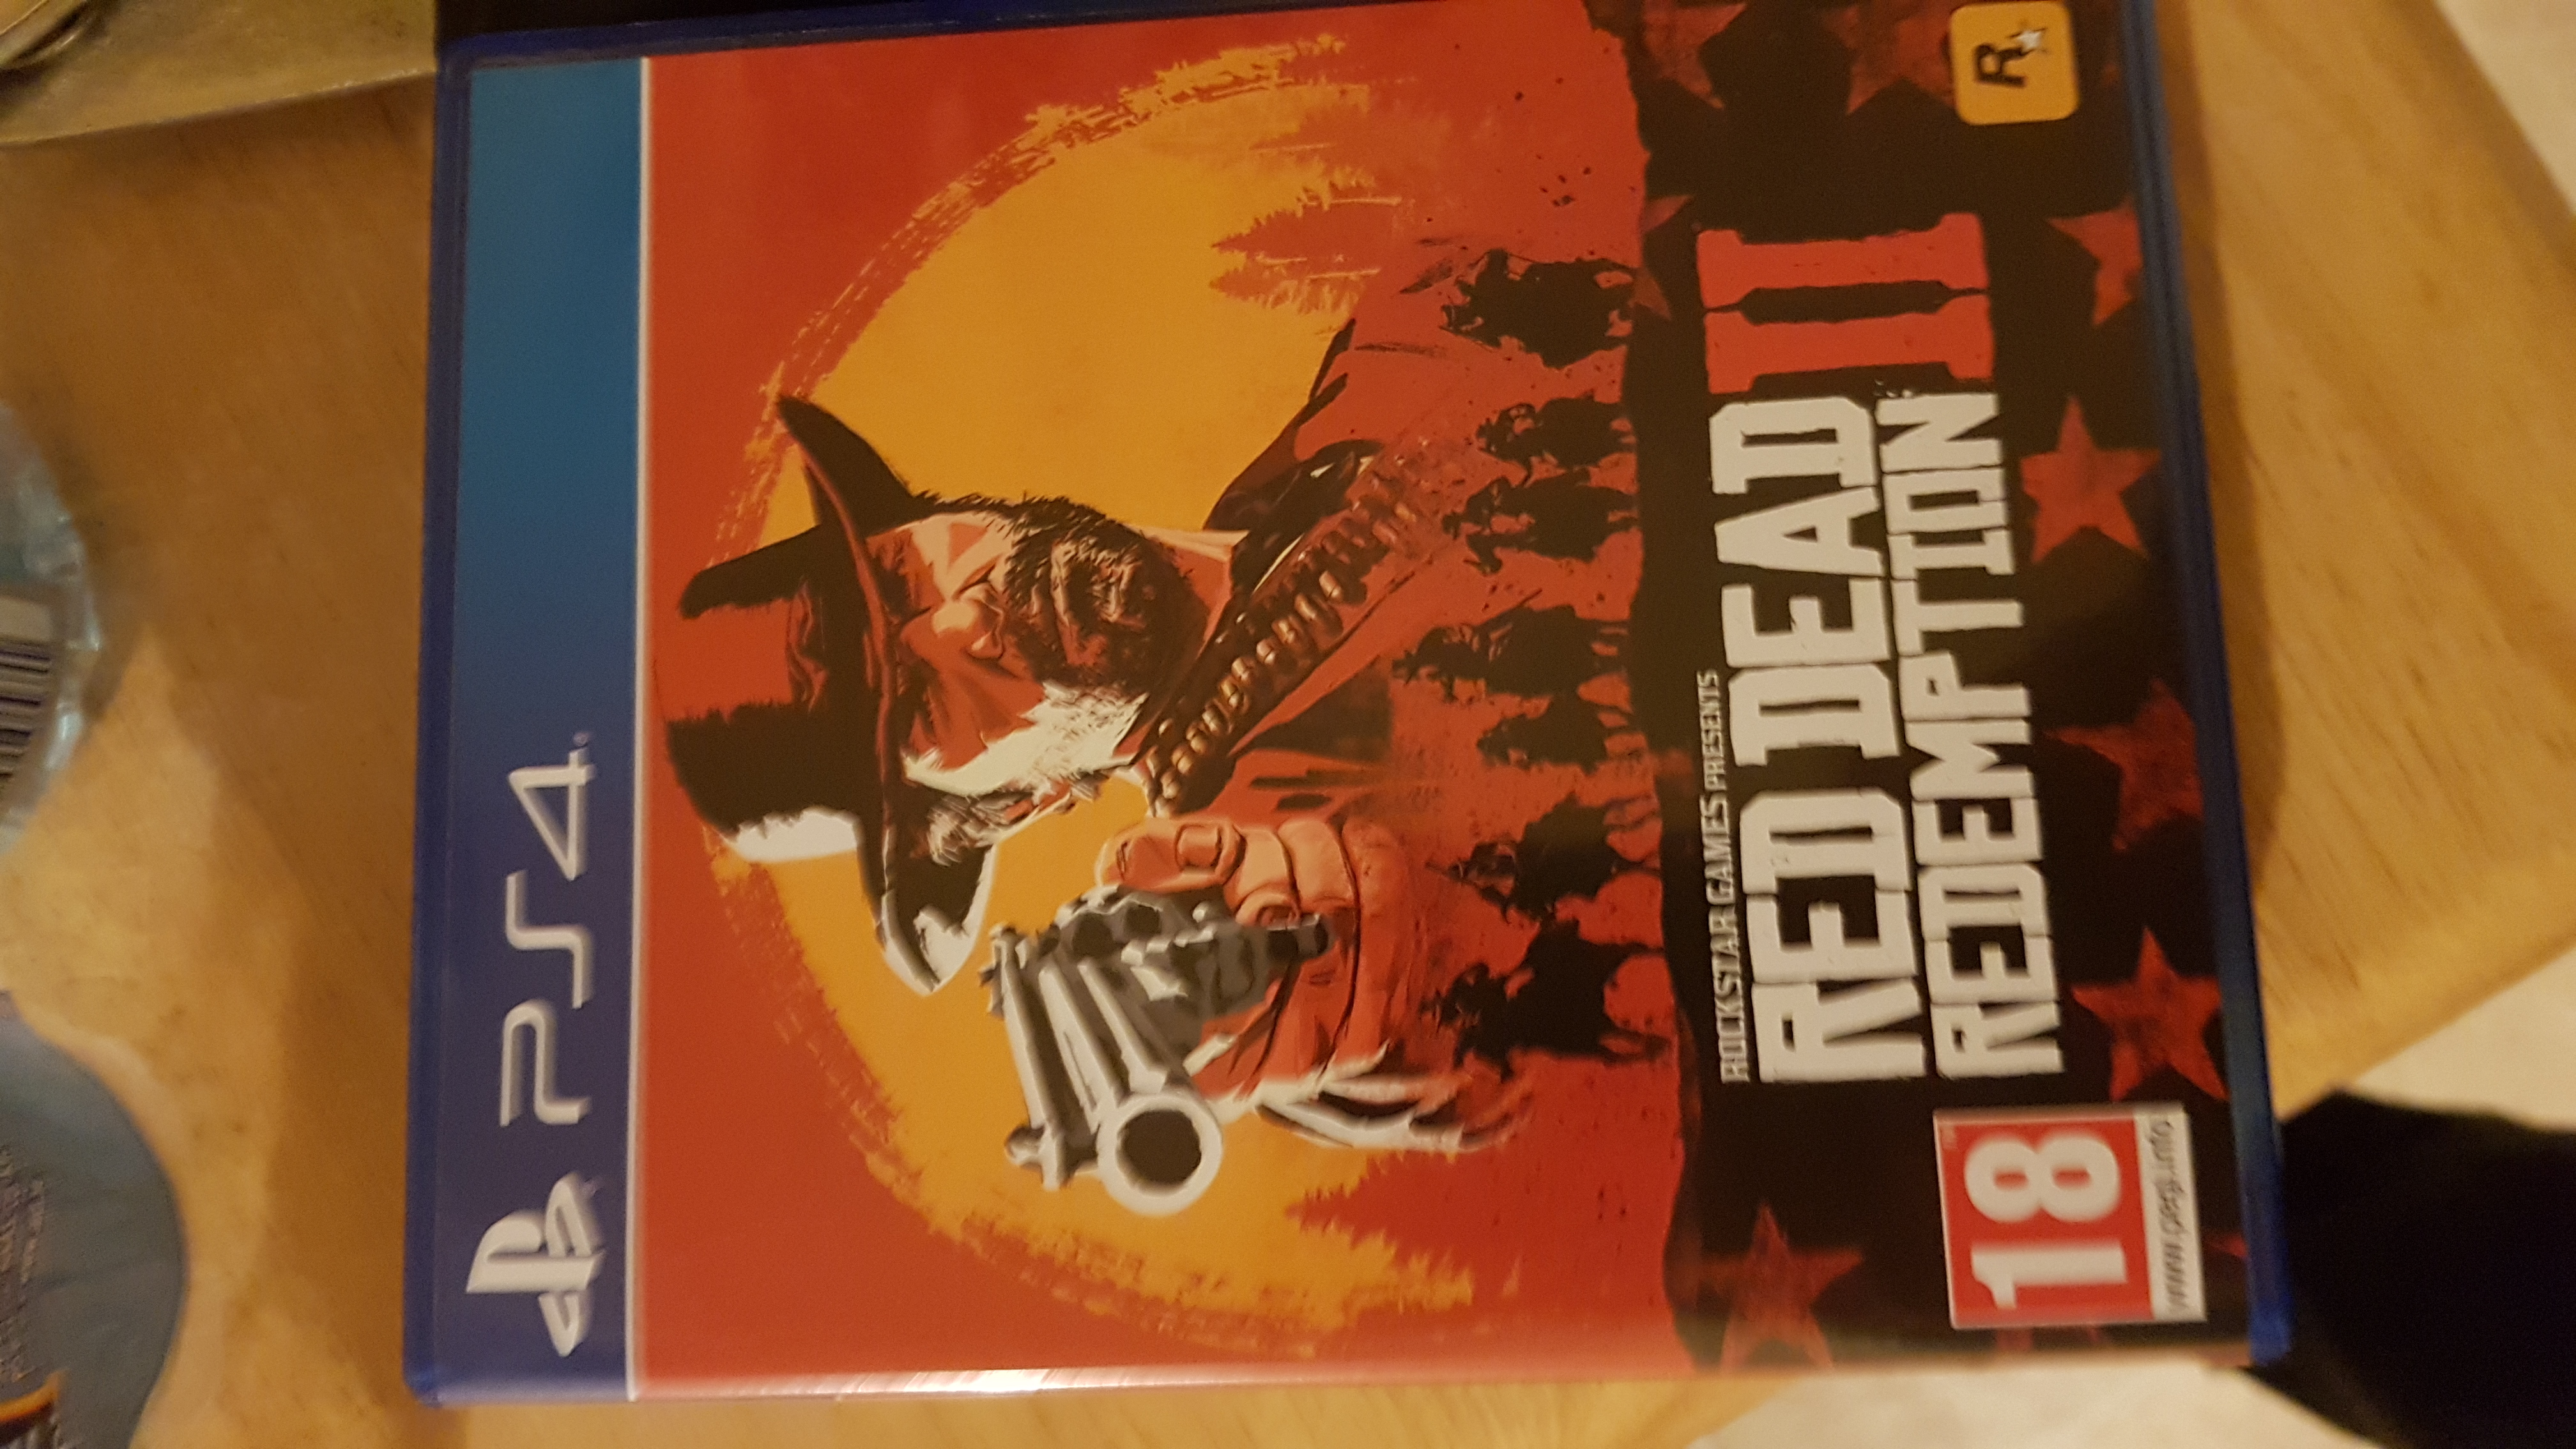 PS4
ROCKSTAR GAMES PRESENTS
RED DEAD
REDEMPTION II
18
www.pegi.info
R